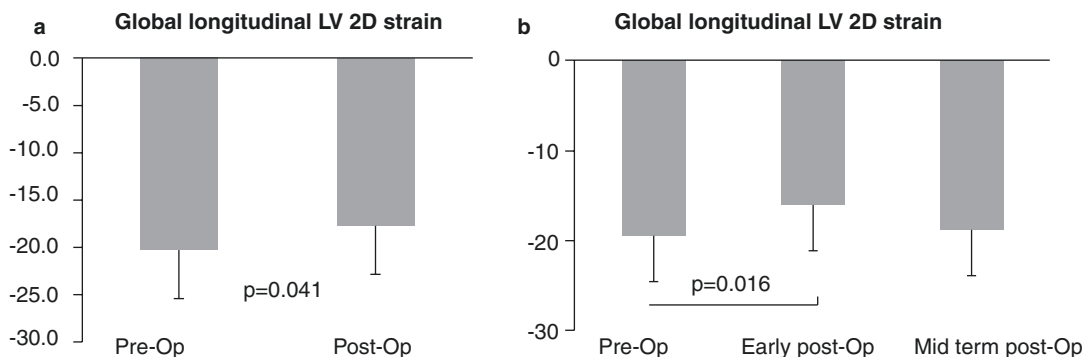 a
Global longitudinal LV 2D strain
0.0
-5.0
-10.0
-15.0
-20.0
-25.0
-30.0
p=0.041
Pre-Op
Post-Op
b
Global longitudinal LV 2D strain
0
-10
-20
-30
p=0.016
Pre-Op
Early post-Op
Mid term post-Op